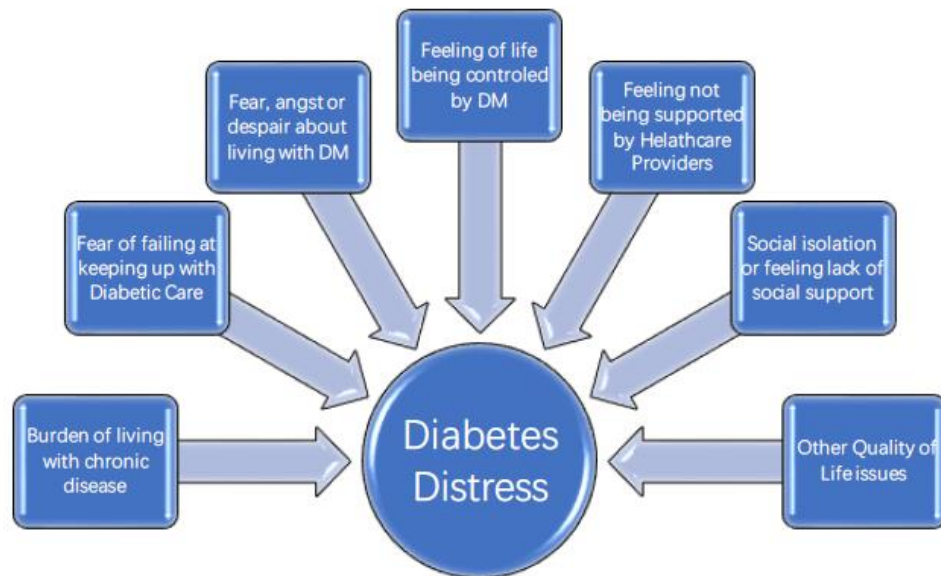 Feeling of life
being controled
by DM
Fear, angst or
despair about
living with DM
Feeling not
being supported
by Helathcare
Providers
Fear of failing at
keeping up with
Diabetic Care
Social isolation
or feeling lack of
social support
Burden of living
with chronic
disease
Diabetes
Distress
Other Quality of
Life issues